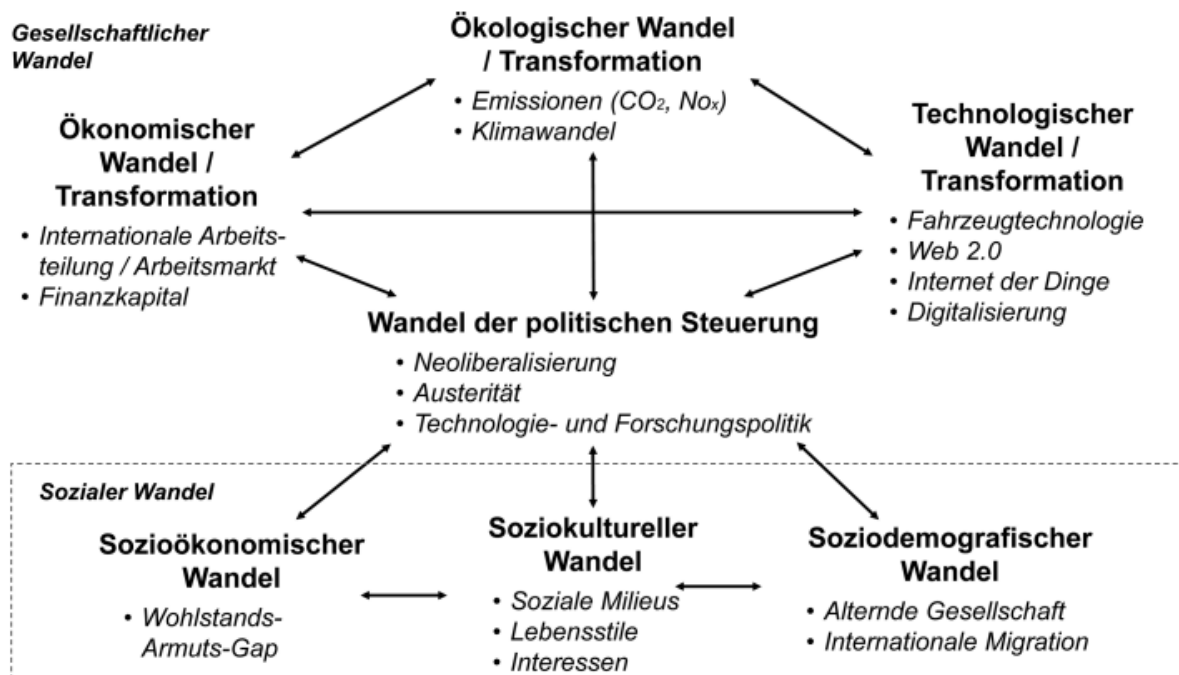 Gesellschaftlicher
Wandel
Ökologischer Wandel
/ Transformation
• Emissionen (CO₂, Noₓ)
• Klimawandel
Ökonomischer
Wandel /
Transformation
• Internationale Arbeits-
teilung / Arbeitsmarkt
• Finanzkapital
Technologischer
Wandel /
Transformation
• Fahrzeugtechnologie
• Web 2.0
• Internet der Dinge
• Digitalisierung
Wandel der politischen Steuerung
• Neoliberalisierung
• Austerität
• Technologie- und Forschungspolitik
Sozialer Wandel
Sozioökonomischer
Wandel
• Wohlstands-
Armuts-Gap
Soziokultureller
Wandel
• Soziale Milieus
• Lebensstile
• Interessen
Soziodemografischer
Wandel
• Alternde Gesellschaft
• Internationale Migration